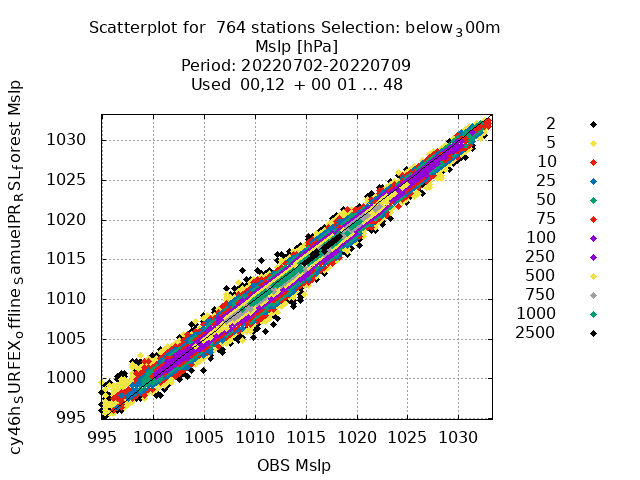 Scatterplot for 764 stations Selection: below₃00m
Mslp [hPa]
Period: 20220702-20220709
Used 00,12 + 00 01 ... 48
cy46h_SURFEX_offline_samuelPR_RSL_forest Mslp
1030
1025
1020
1015
1010
1005
1000
995
995 1000 1005 1010 1015 1020 1025 1030
OBS Mslp
2
5
10
25
50
75
100
250
500
750
1000
2500